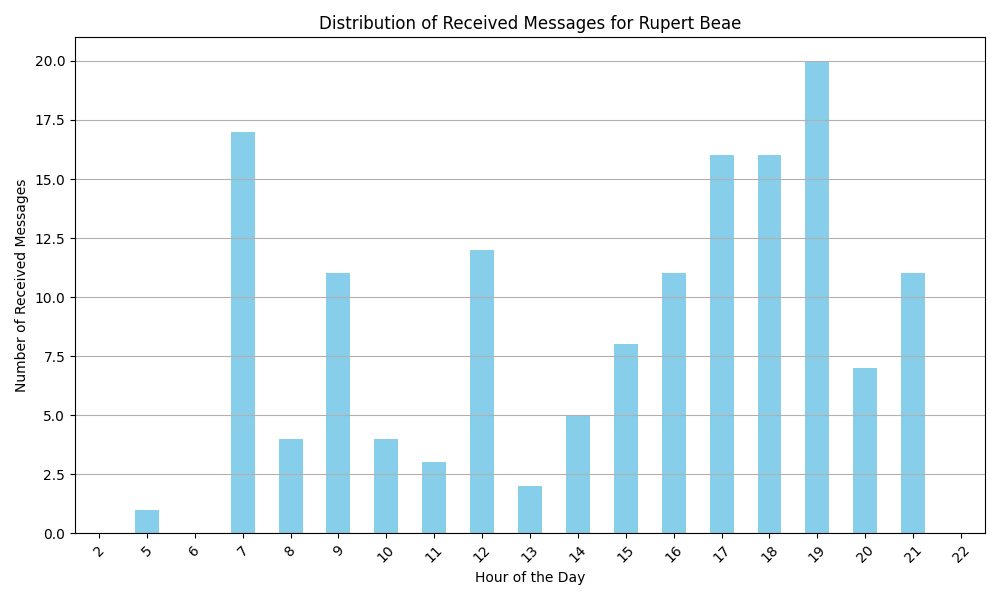 Distribution of Received Messages for Rupert Beae
Number of Received Messages
20.0
17.5
15.0
12.5
10.0
7.5
5.0
2.5
0.0
2 5 6 7 8 9 10 11 12 13 14 15 16 17 18 19 20 21 22
Hour of the Day